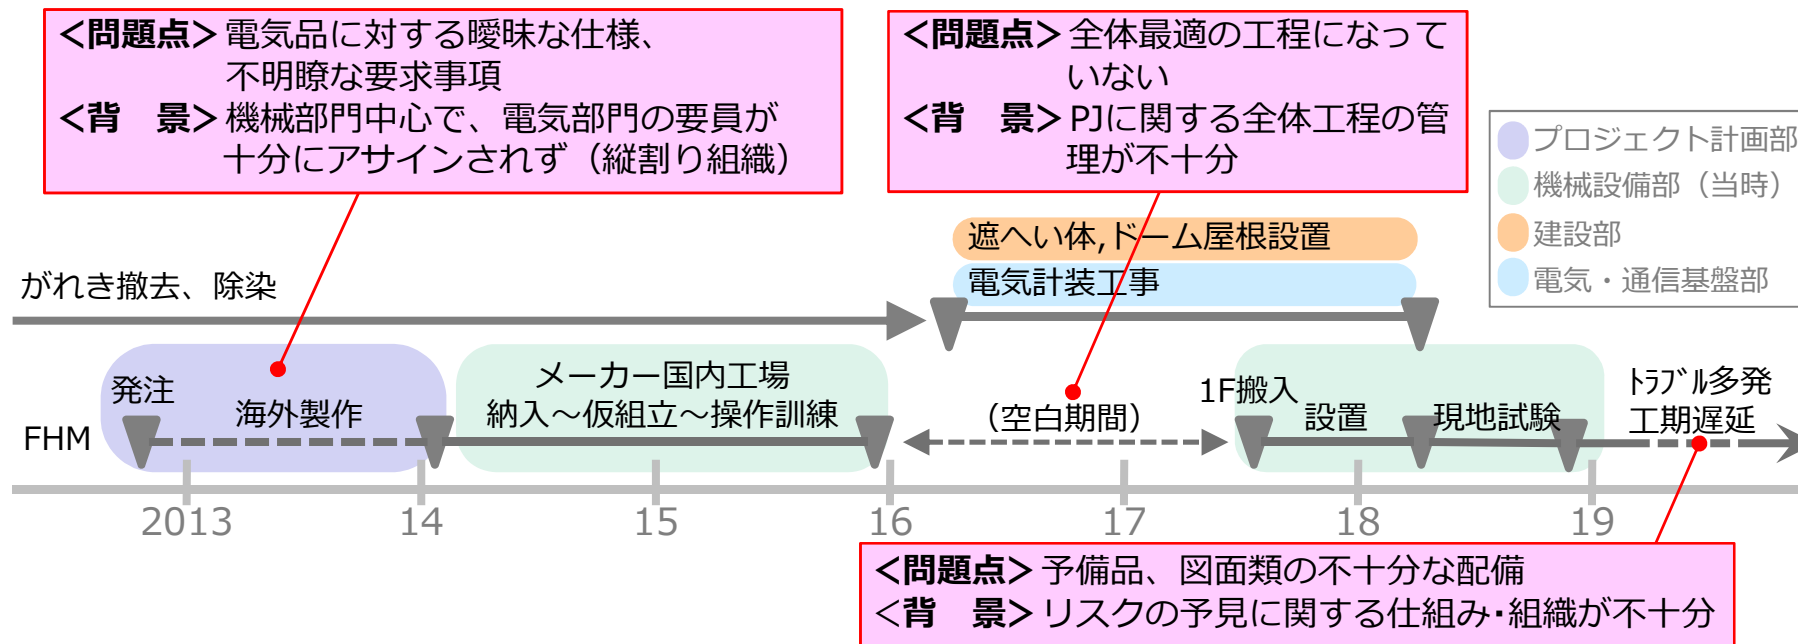 ＜問題点＞電気品に対する曖昧な仕様、
不明瞭な要求事項
＜背　景＞機械部門中心で、電気部門の要員が
十分にアサインされず（縦割り組織）
＜問題点＞全体最適の工程になって
いない
＜背　景＞PJに関する全体工程の管
理が不十分
プロジェクト計画部
機械設備部（当時）
建設部
電気・通信基盤部
遮へい体,ドーム屋根設置
電気計装工事
がれき撤去、除染
発注
海外製作
メーカー国内工場
納入～仮組立～操作訓練
（空白期間）
1F搬入
設置
現地試験
ﾄﾗﾌﾞﾙ多発
工期遅延
FHM
2013 14 15 16 17 18 19
＜問題点＞予備品、図面類の不十分な配備
＜背　景＞リスクの予見に関する仕組み・組織が不十分